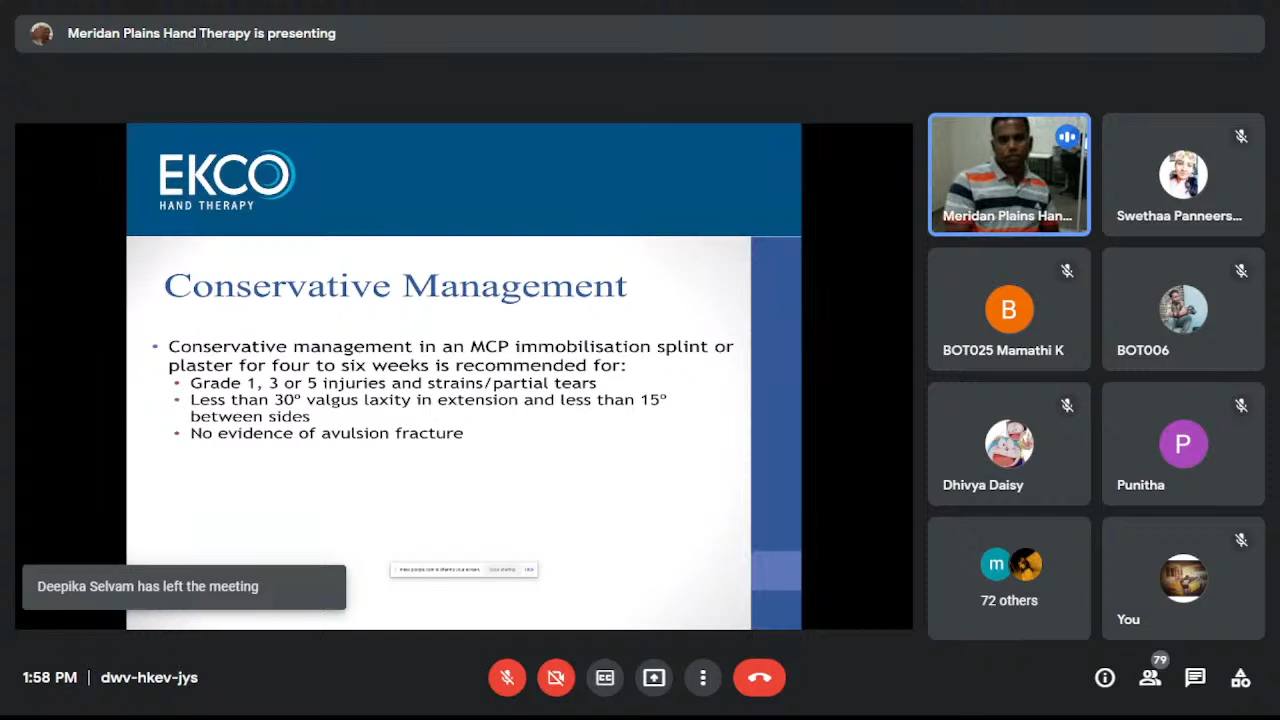 Meridan Plains Hand Therapy is presenting
EKCO
HAND THERAPY
Conservative Management
• Conservative management in an MCP immobilisation splint or
plaster for four to six weeks is recommended for:
• Grade 1, 3 or 5 injuries and strains/partial tears
• Less than 30° valgus laxity in extension and less than 15°
between sides
• No evidence of avulsion fracture
Deepika Selvam has left the meeting
Meridan Plains Han...
Swethaa Panneers...
B
BOT025 Mamathi K
BOT006
Dhivya Daisy
P
Punitha
m
72 others
You
1:58 PM | dwv-hkev-jys
CC
79